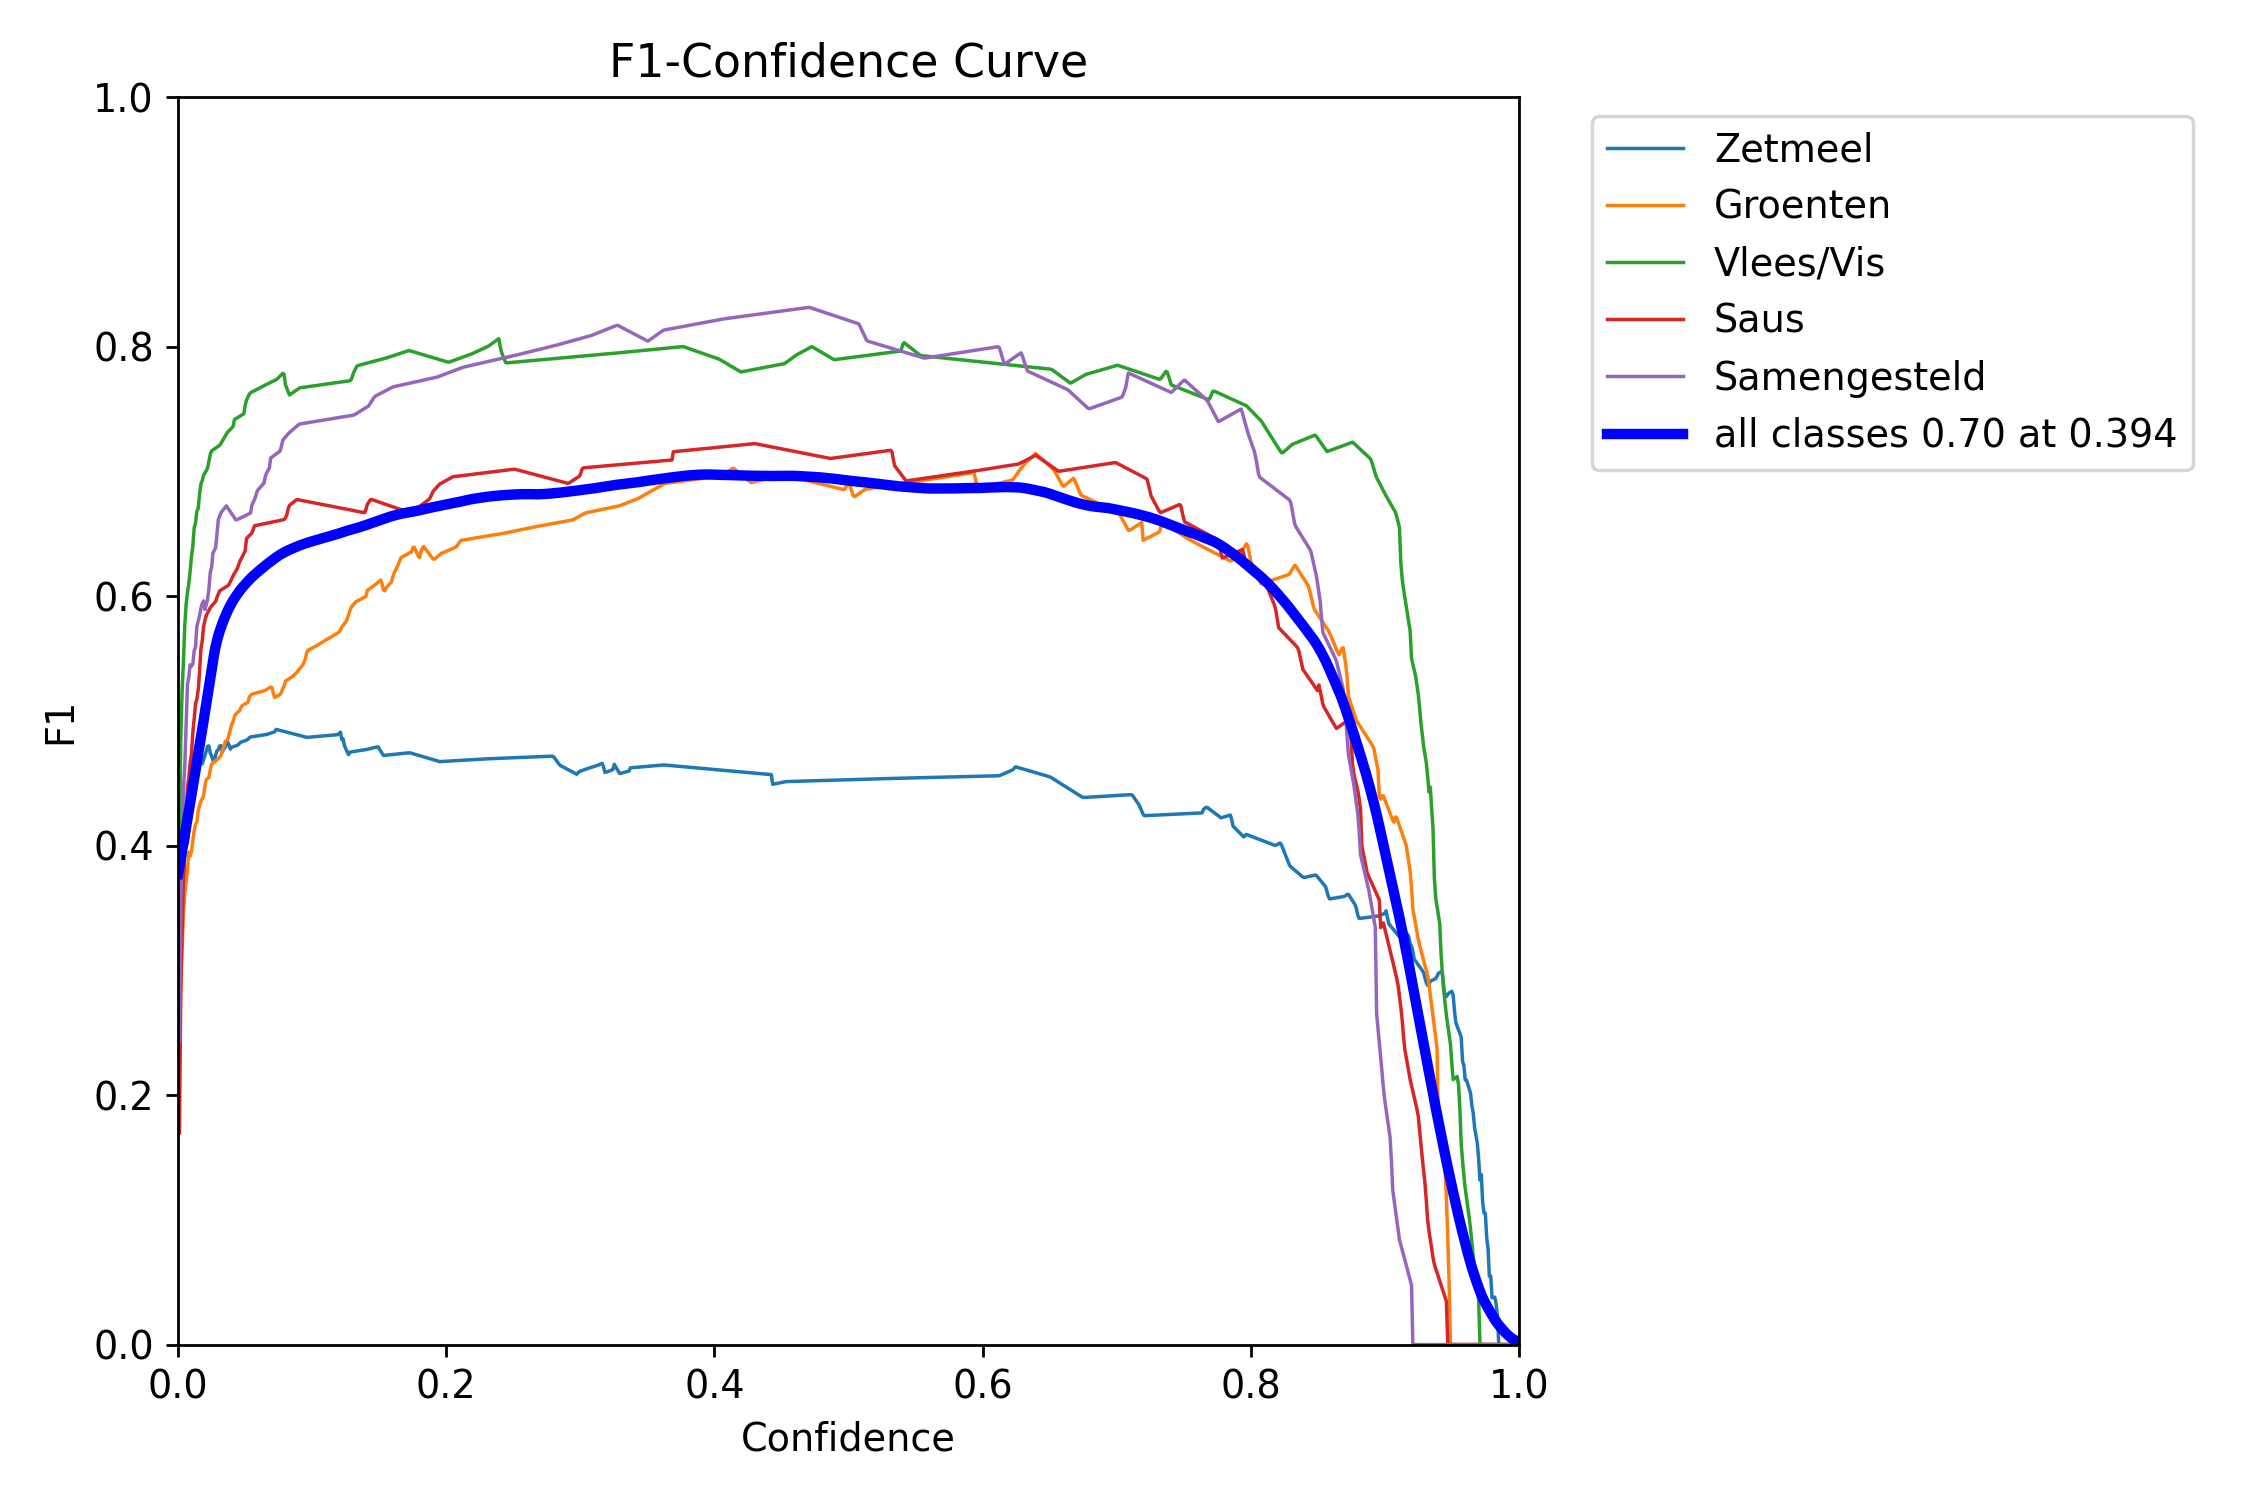 F1-Confidence Curve
1.0
0.8
0.6
0.4
0.2
0.0
F1
0.0 0.2 0.4 0.6 0.8 1.0
Confidence
Zetmeel
Groenten
Vlees/Vis
Saus
Samengesteld
all classes 0.70 at 0.394